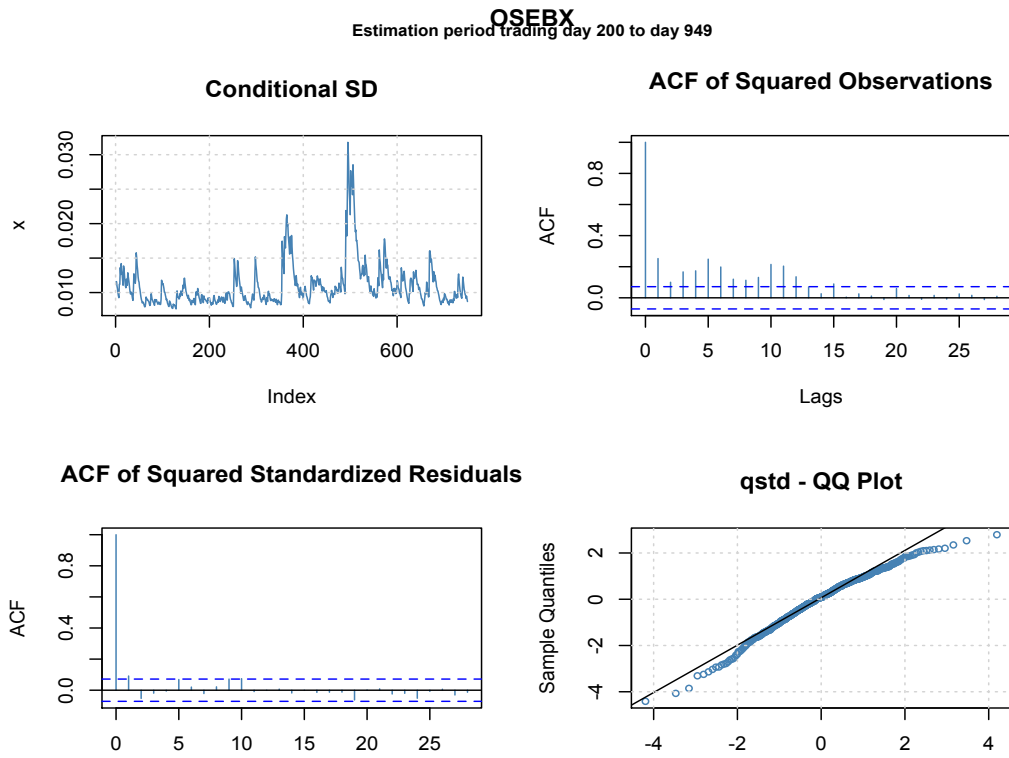 OSEBX
Estimation period trading day 200 to day 949
Conditional SD
x
0.010 0.020 0.030
0 200 400 600
Index
ACF of Squared Observations
ACF
0.0 0.4 0.8
0 5 10 15 20 25
Lags
ACF of Squared Standardized Residuals
ACF
0.0 0.4 0.8
0 5 10 15 20 25
qstd - QQ Plot
Sample Quantiles
-4 -2 0 2
-4 -2 0 2 4